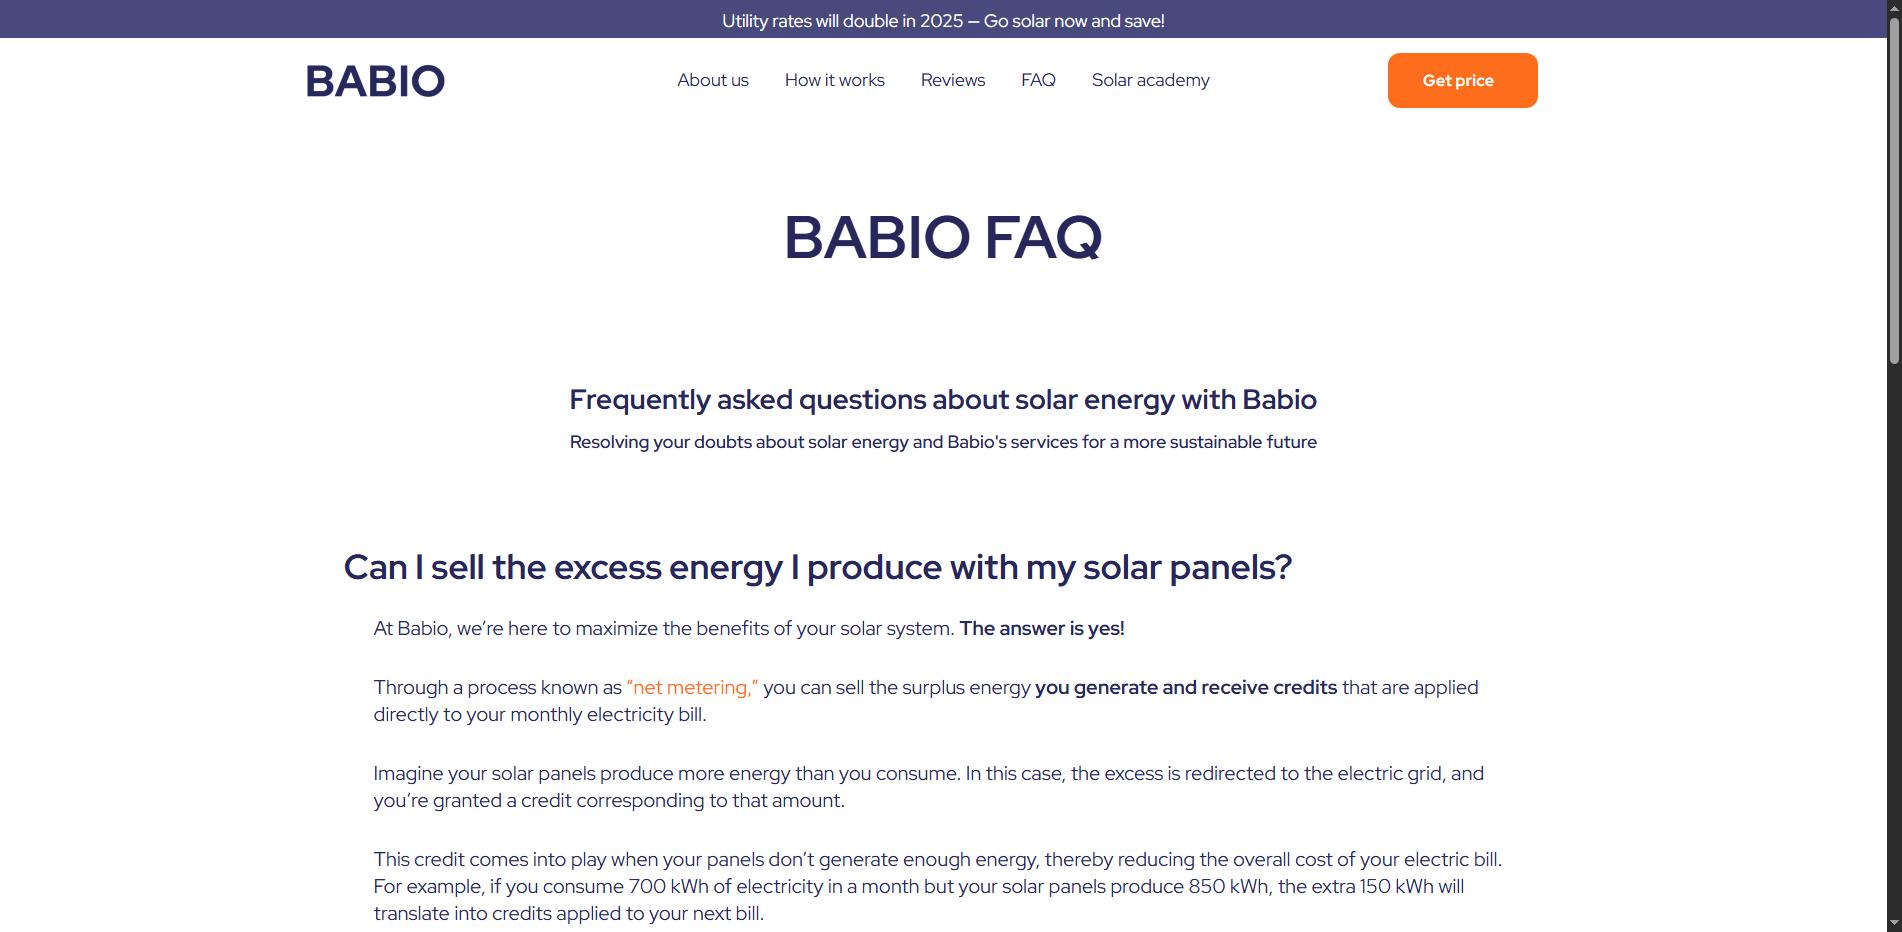 Utility rates will double in 2025 — Go solar now and save!
BABIO
About us
How it works
Reviews
FAQ
Solar academy
Get price
BABIO FAQ
Frequently asked questions about solar energy with Babio
Resolving your doubts about solar energy and Babio's services for a more sustainable future
Can I sell the excess energy I produce with my solar panels?
At Babio, we’re here to maximize the benefits of your solar system. The answer is yes!
Through a process known as “net metering,” you can sell the surplus energy you generate and receive credits that are applied
directly to your monthly electricity bill.
Imagine your solar panels produce more energy than you consume. In this case, the excess is redirected to the electric grid, and
you’re granted a credit corresponding to that amount.
This credit comes into play when your panels don’t generate enough energy, thereby reducing the overall cost of your electric bill.
For example, if you consume 700 kWh of electricity in a month but your solar panels produce 850 kWh, the extra 150 kWh will
translate into credits applied to your next bill.